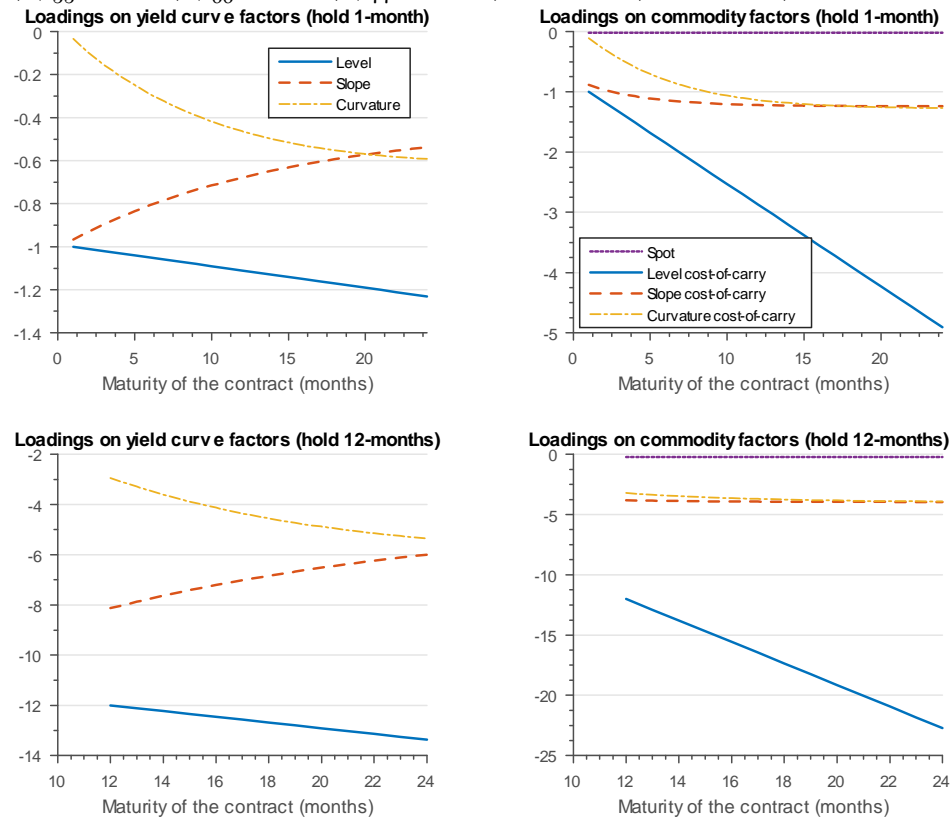 Loadings on yield curve factors (hold 1-month)
0
-0.2
-0.4
-0.6
-0.8
-1
-1.2
-1.4
0 5 10 15 20
Maturity of the contract (months)
Level
Slope
Curvature
Loadings on commodity factors (hold 1-month)
0
-1
-2
-3
-4
-5
0 5 10 15 20
Maturity of the contract (months)
Spot
Level cost-of-carry
Slope cost-of-carry
Curvature cost-of-carry
Loadings on yield curve factors (hold 12-months)
-2
-4
-6
-8
-10
-12
-14
10 12 14 16 18 20 22 24
Maturity of the contract (months)
Loadings on commodity factors (hold 12-months)
0
-5
-10
-15
-20
-25
10 12 14 16 18 20 22 24
Maturity of the contract (months)